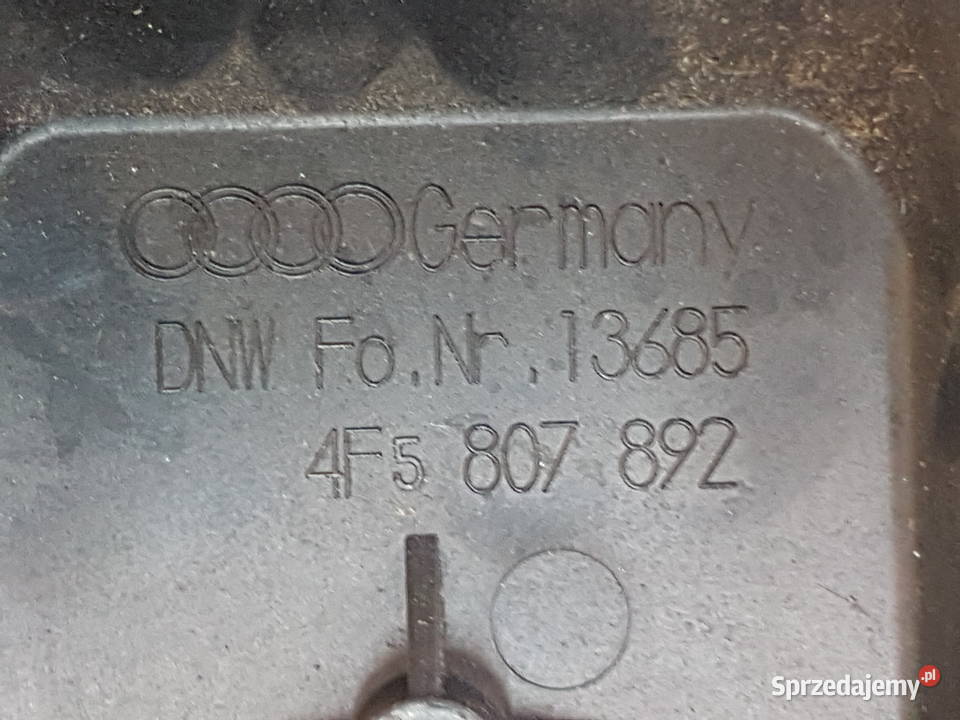 Germany
DNW Fo.Nr.13685
4F5 807 892
Sprzedajemy.pl